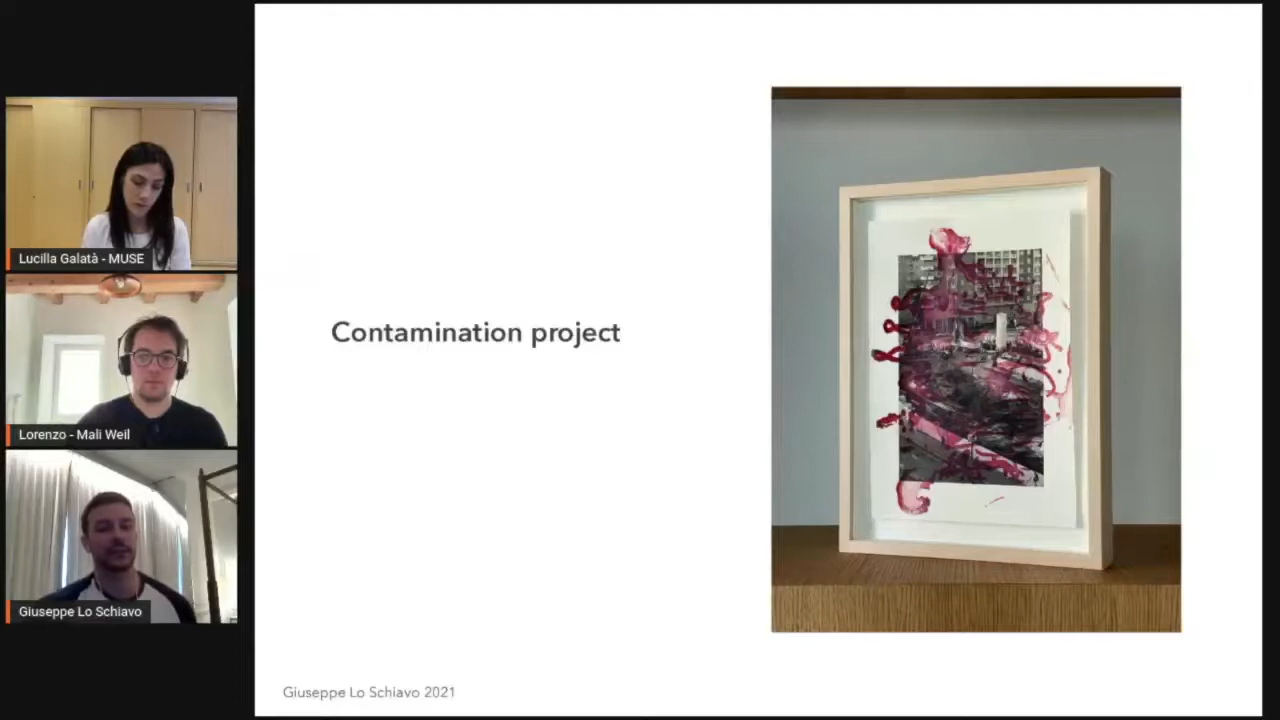 Lucilla Galatà - MUSE
Lorenzo - Mali Weil
Giuseppe Lo Schiavo
Contamination project
Giuseppe Lo Schiavo 2021